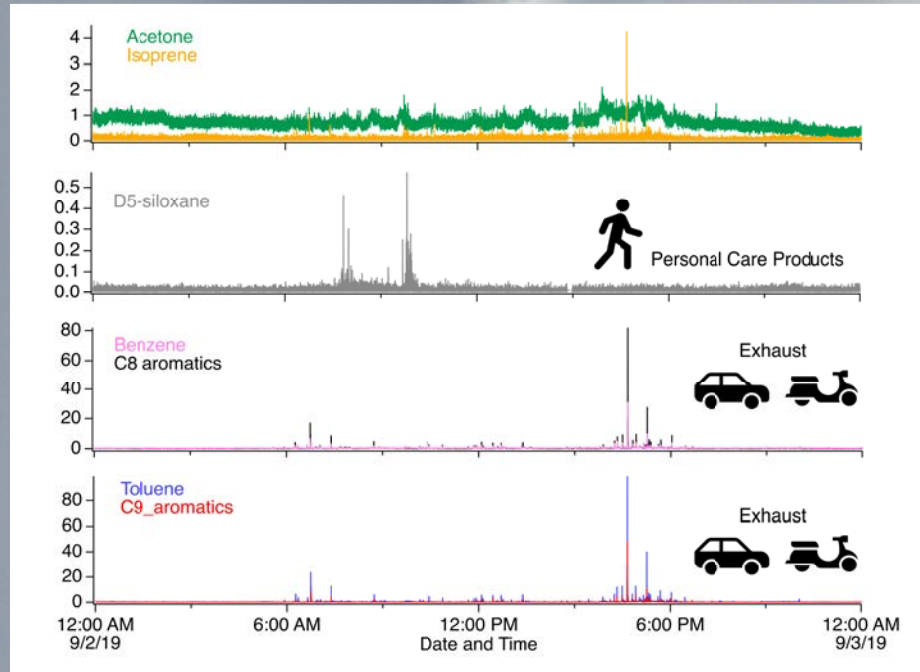 Acetone
Isoprene
4
3
2
1
0
D5-siloxane
0.5
0.4
0.3
0.2
0.1
0.0
Personal Care Products
Benzene
C8 aromatics
80
60
40
20
0
Exhaust
Toluene
C9_aromatics
80
60
40
20
0
Exhaust
12:00 AM 6:00 AM 12:00 PM 6:00 PM 12:00 AM
9/2/19 Date and Time 9/3/19